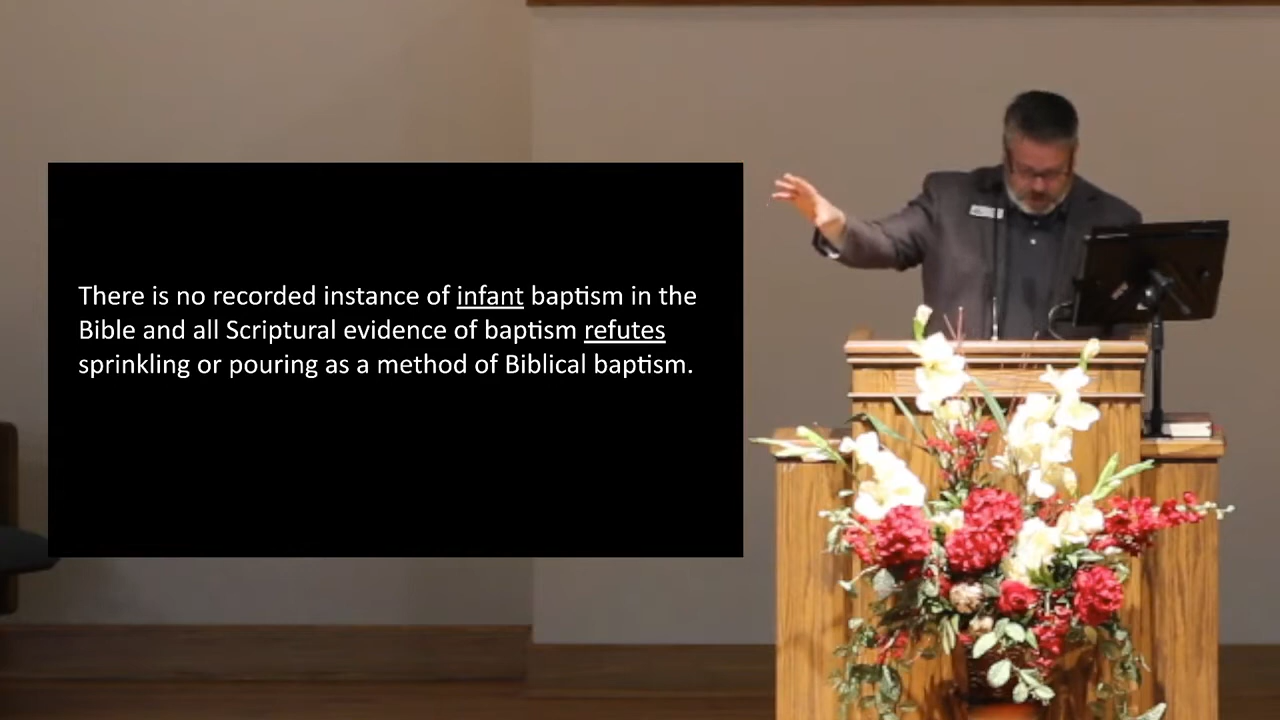 There is no recorded instance of infant baptism in the
Bible and all Scriptural evidence of baptism refutes
sprinkling or pouring as a method of Biblical baptism.